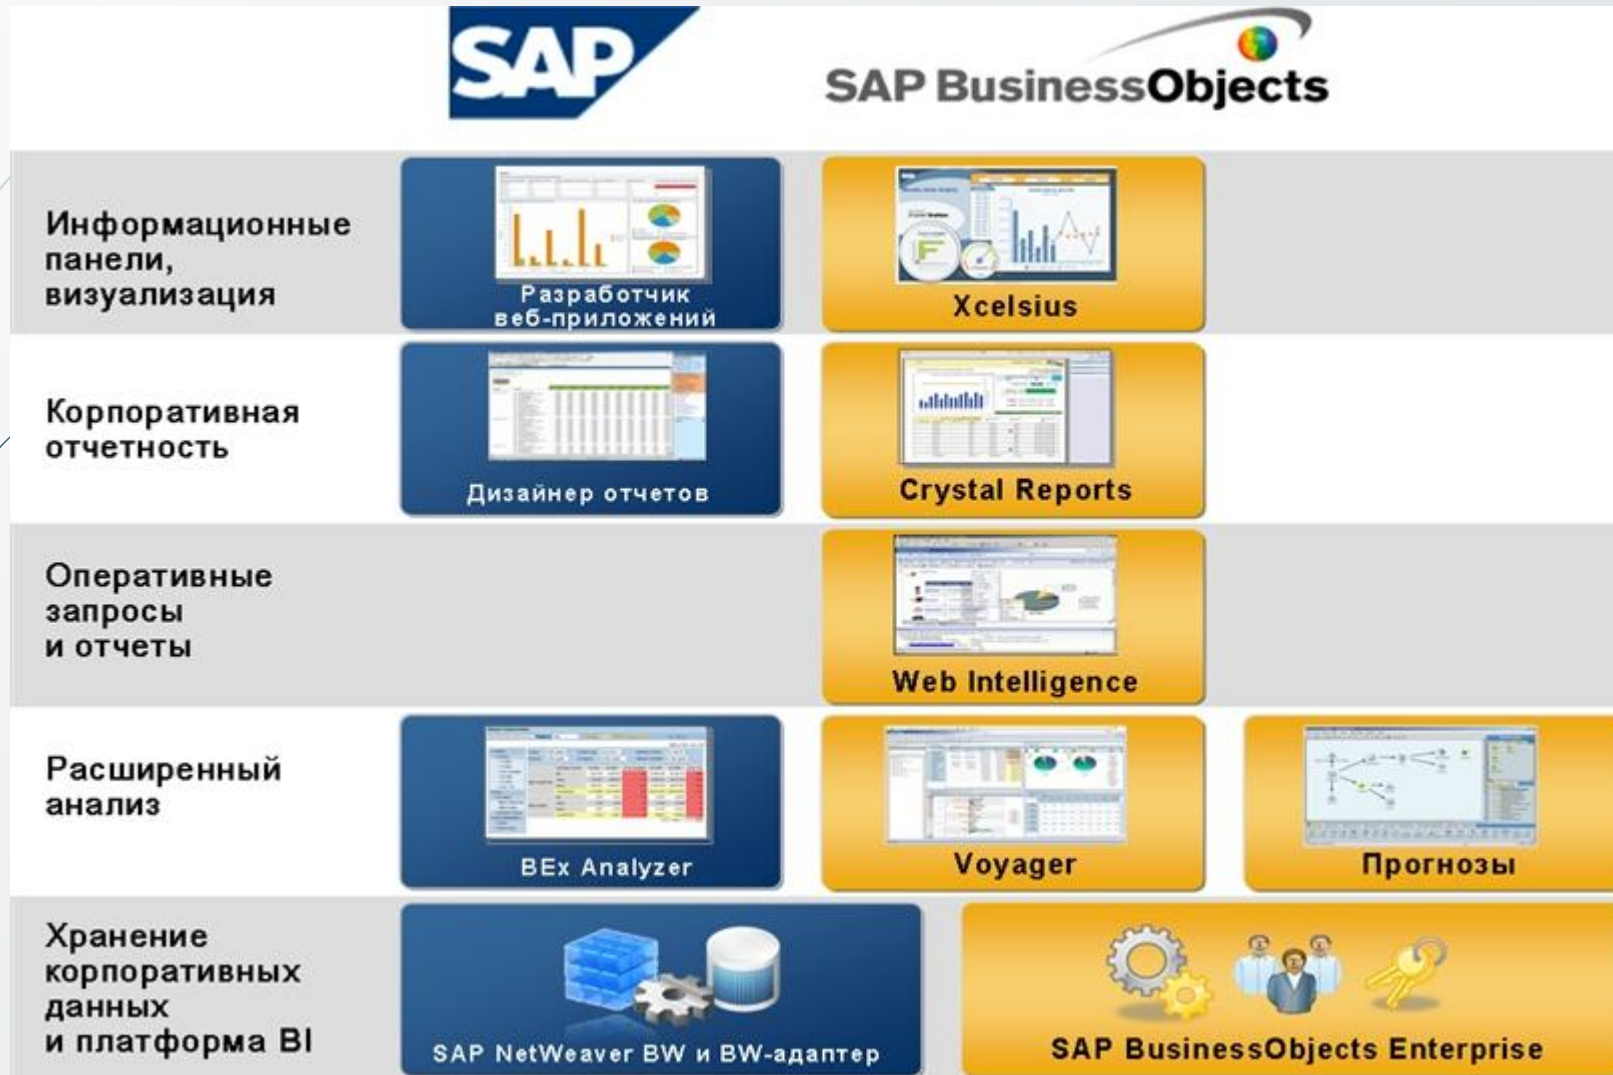 SAP
SAP BusinessObjects
Информационные
панели,
визуализация
Разработчик
веб-приложений
Xcelsius
Корпоративная
отчетность
Дизайнер отчетов
Crystal Reports
Оперативные
запросы
и отчеты
Web Intelligence
Расширенный
анализ
BEx Analyzer
Voyager
Прогнозы
Хранение
корпоративных
данных
и платформа BI
SAP NetWeaver BW и BW-адаптер
SAP BusinessObjects Enterprise